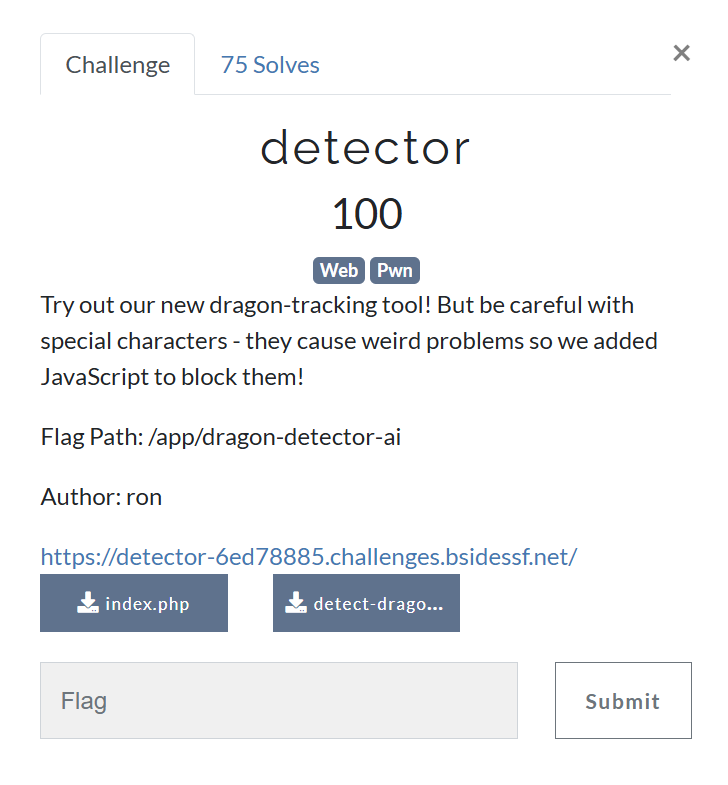 Challenge
75 Solves
×
detector
100
Web Pwn
Try out our new dragon-tracking tool! But be careful with
special characters - they cause weird problems so we added
JavaScript to block them!
Flag Path: /app/dragon-detector-ai
Author: ron
https://detector-6ed78885.challenges.bsidessf.net/
index.php
detect-drago...
Flag
Submit